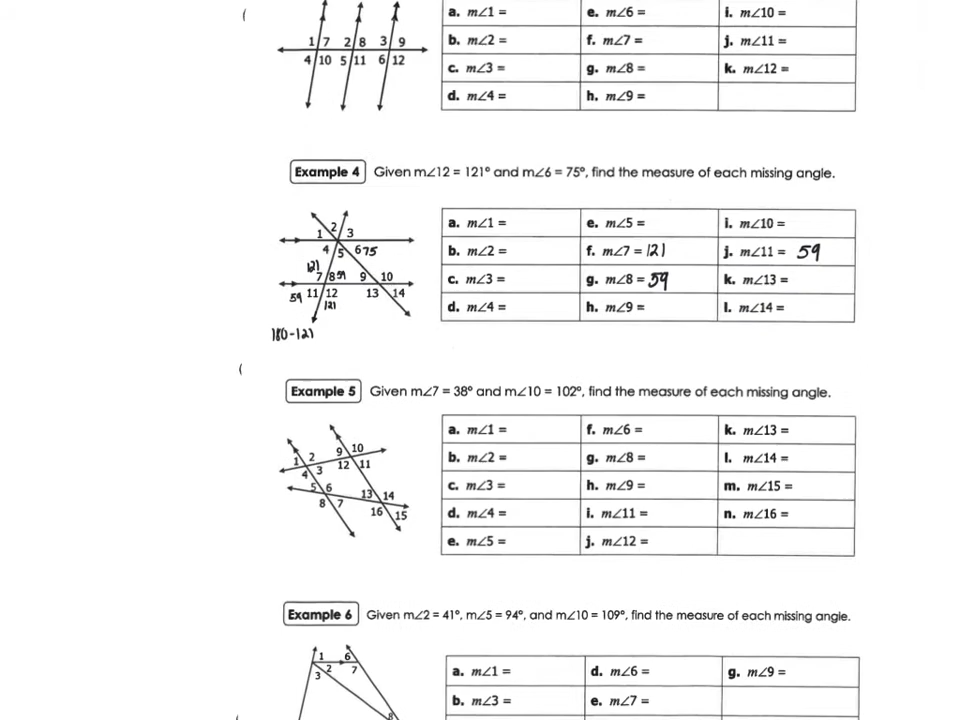 a. m∠1 = e. m∠6 = i. m∠10 =
1 7 2 8 3 9
b. m∠2 = f. m∠7 = j. m∠11 =
4 10 5 11 6 12
c. m∠3 = g. m∠8 = k. m∠12 =
d. m∠4 = h. m∠9 =
Example 4 Given m∠12 = 121° and m∠6 = 75°, find the measure of each missing angle.
1 2 3
4 5 6 75
121
7 8 59 9 10
59 11 12 13 14
121
180-121
a. m∠1 = e. m∠5 = i. m∠10 =
b. m∠2 = f. m∠7 = 121 j. m∠11 = 59
c. m∠3 = g. m∠8 = 59 k. m∠13 =
d. m∠4 = h. m∠9 = l. m∠14 =
Example 5 Given m∠7 = 38° and m∠10 = 102°, find the measure of each missing angle.
9 10
1 2 12 11
4 3
5 6 13 14
8 7 16 15
a. m∠1 = f. m∠6 = k. m∠13 =
b. m∠2 = g. m∠8 = l. m∠14 =
c. m∠3 = h. m∠9 = m. m∠15 =
d. m∠4 = i. m∠11 = n. m∠16 =
e. m∠5 = j. m∠12 =
Example 6 Given m∠2 = 41°, m∠5 = 94°, and m∠10 = 109°, find the measure of each missing angle.
1 6
2 7
3
a. m∠1 = d. m∠6 = g. m∠9 =
b. m∠3 = e. m∠7 =